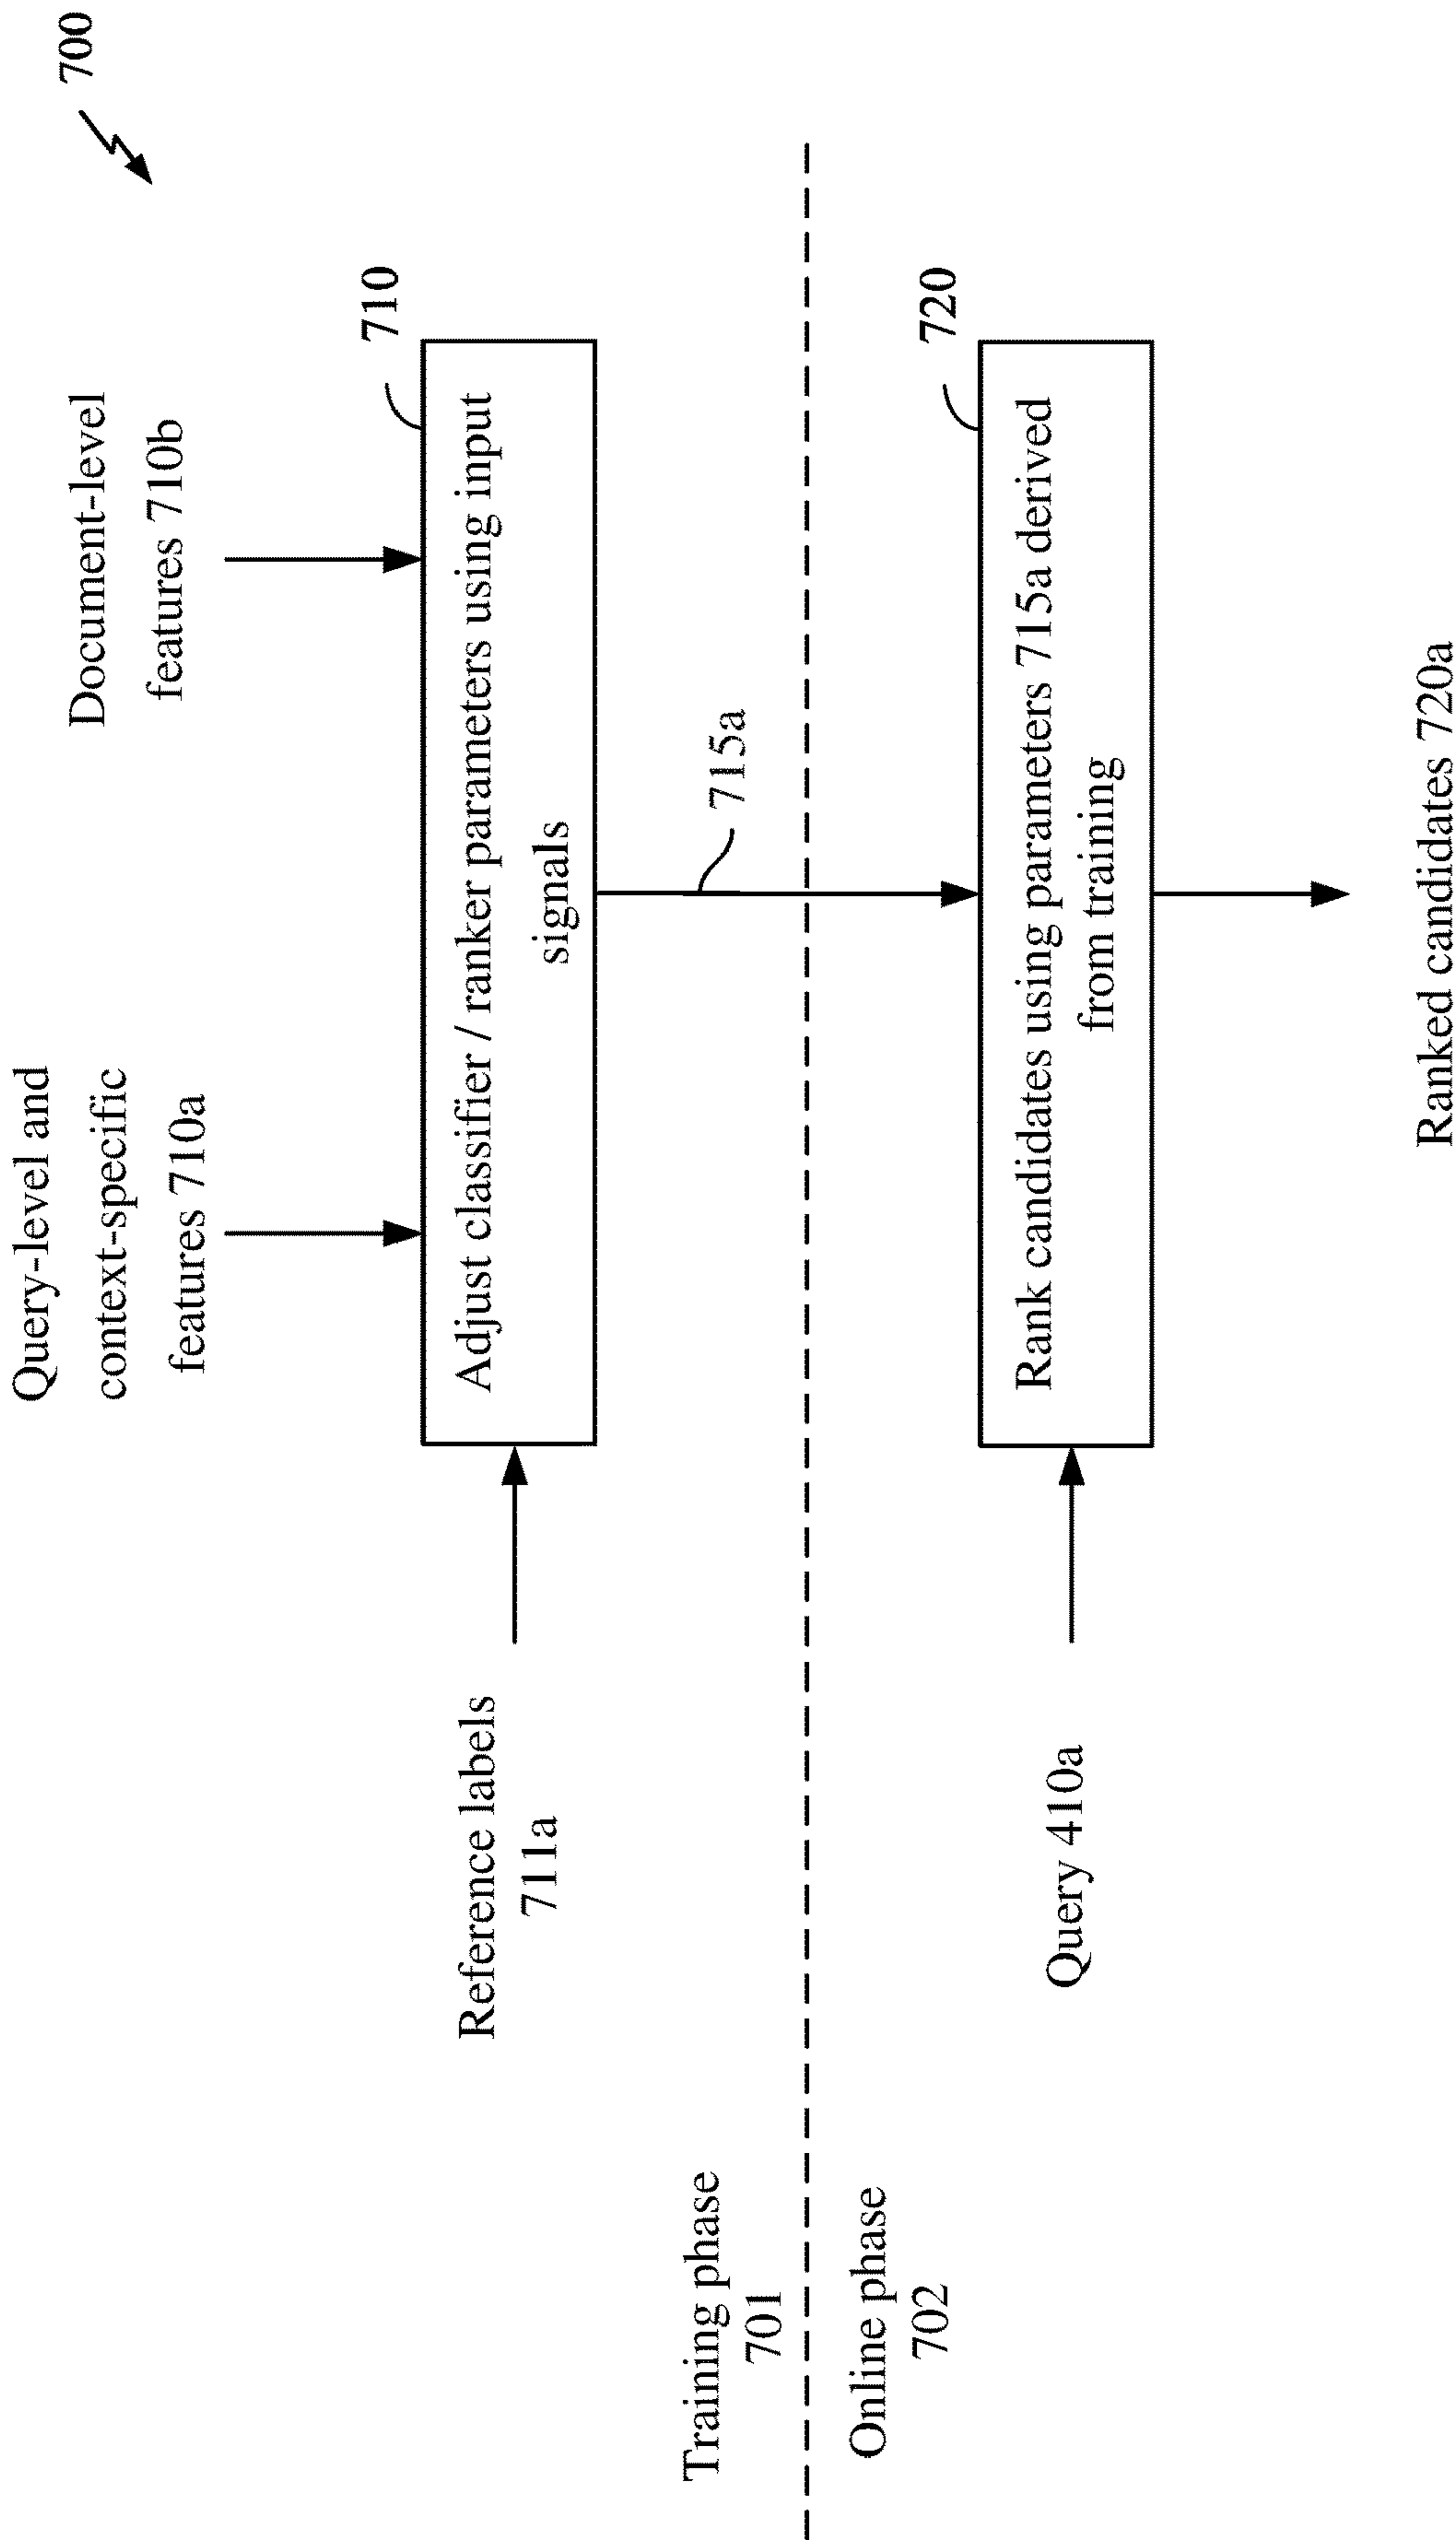 700
Query-level and
context-specific
features 710a
Document-level
features 710b
710
Reference labels
711a
Adjust classifier / ranker parameters using input
signals
715a
Training phase
701
Online phase
702
720
Query 410a
Rank candidates using parameters 715a derived
from training
Ranked candidates 720a